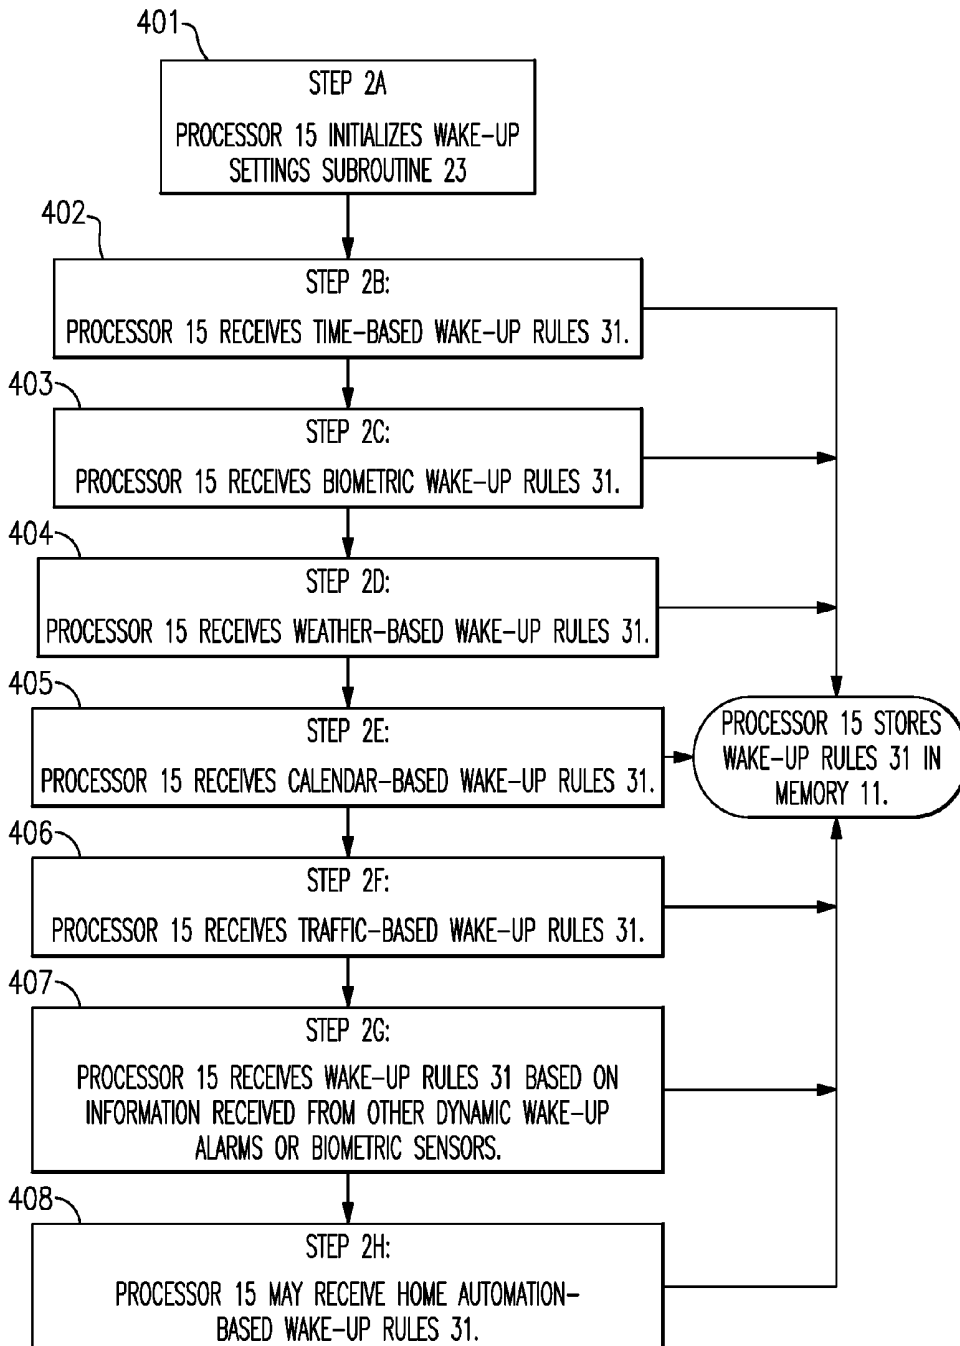 401
STEP 2A
PROCESSOR 15 INITIALIZES WAKE-UP
SETTINGS SUBROUTINE 23
402
STEP 2B:
PROCESSOR 15 RECEIVES TIME-BASED WAKE-UP RULES 31.
403
STEP 2C:
PROCESSOR 15 RECEIVES BIOMETRIC WAKE-UP RULES 31.
404
STEP 2D:
PROCESSOR 15 RECEIVES WEATHER-BASED WAKE-UP RULES 31.
405
STEP 2E:
PROCESSOR 15 RECEIVES CALENDAR-BASED WAKE-UP RULES 31.
PROCESSOR 15 STORES
WAKE-UP RULES 31 IN
MEMORY 11.
406
STEP 2F:
PROCESSOR 15 RECEIVES TRAFFIC-BASED WAKE-UP RULES 31.
407
STEP 2G:
PROCESSOR 15 RECEIVES WAKE-UP RULES 31 BASED ON
INFORMATION RECEIVED FROM OTHER DYNAMIC WAKE-UP
ALARMS OR BIOMETRIC SENSORS.
408
STEP 2H:
PROCESSOR 15 MAY RECEIVE HOME AUTOMATION-
BASED WAKE-UP RULES 31.